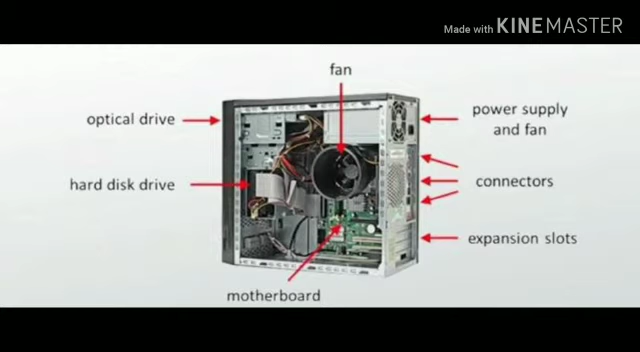 Made with KINEMASTER
fan
optical drive
power supply
and fan
hard disk drive
connectors
motherboard
expansion slots